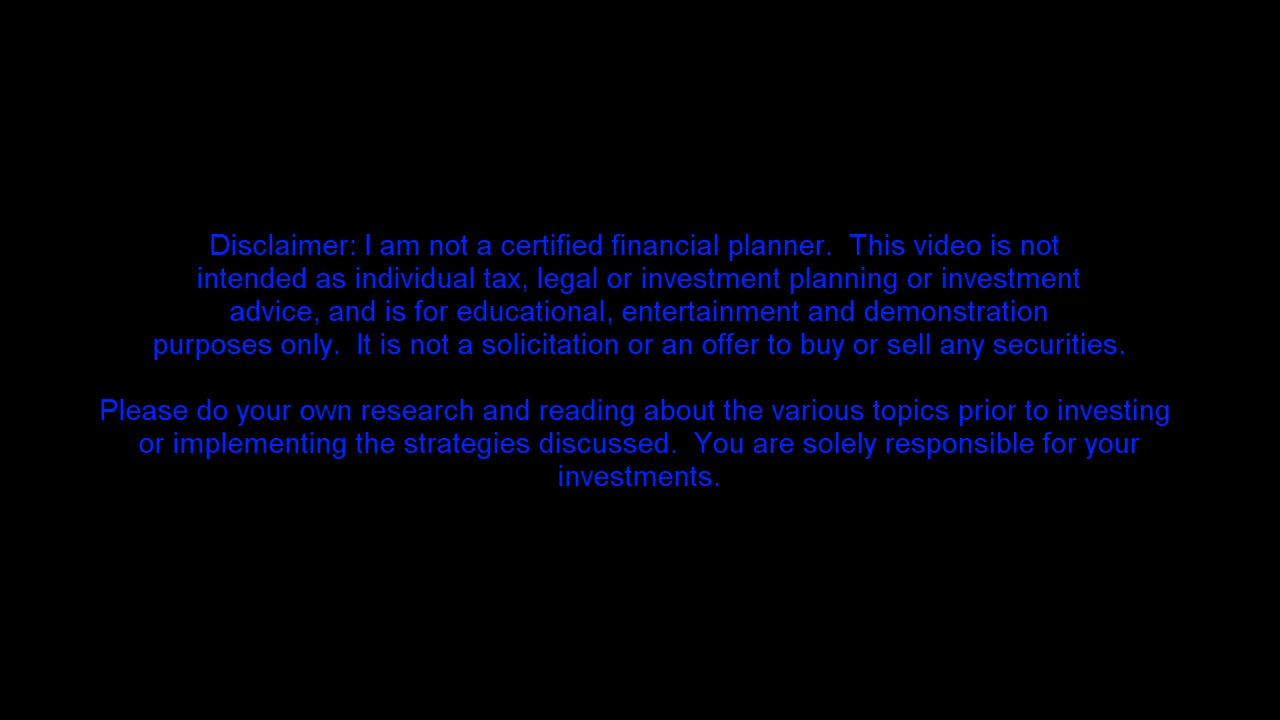 Disclaimer: I am not a certified financial planner.  This video is not
intended as individual tax, legal or investment planning or investment
advice, and is for educational, entertainment and demonstration
purposes only.  It is not a solicitation or an offer to buy or sell any securities.
Please do your own research and reading about the various topics prior to investing
or implementing the strategies discussed.  You are solely responsible for your
investments.